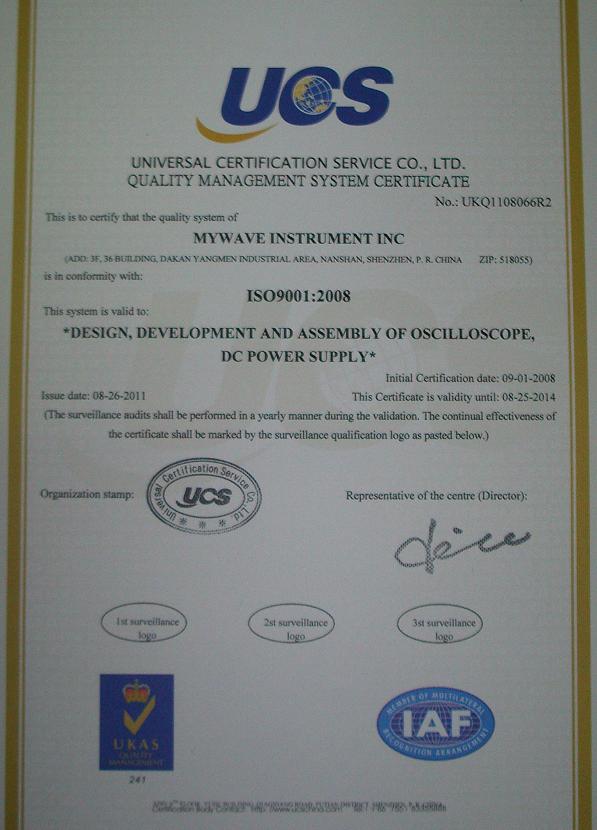 UCS
UNIVERSAL CERTIFICATION SERVICE CO., LTD.
QUALITY MANAGEMENT SYSTEM CERTIFICATE
No.: UKQ1108066R2
This is to certify that the quality system of
MYWAVE INSTRUMENT INC
(ADD: 3F, 36 BUILDING, DAKAN YANGMEN INDUSTRIAL AREA, NANSHAN, SHENZHEN, P. R. CHINA ZIP: 518055)
is in conformity with:
ISO9001:2008
This system is valid to:
*DESIGN, DEVELOPMENT AND ASSEMBLY OF OSCILLOSCOPE,
DC POWER SUPPLY*
Initial Certification date: 09-01-2008
Issue date: 08-26-2011 This Certificate is validity until: 08-25-2014
(The surveillance audits shall be performed in a yearly manner during the validation. The continual effectiveness of
the certificate shall be marked by the surveillance qualification logo as pasted below.)
Organization stamp:
Universal Certification Service Co., Ltd.
UCS
* * *
Representative of the centre (Director):
1st surveillance
logo
2st surveillance
logo
3st surveillance
logo
UKAS
QUALITY
MANAGEMENT
241
MEMBER OF MULTILATERAL
IAF
RECOGNITION ARRANGEMENT
Certification Body Contact: